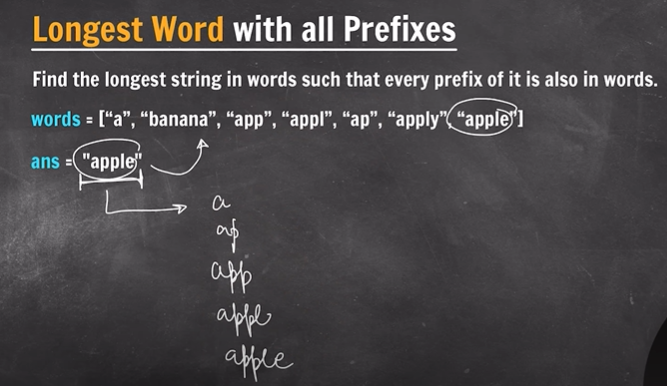 Longest Word with all Prefixes
Find the longest string in words such that every prefix of it is also in words.
words = ["a", "banana", "app", "appl", "ap", "apply", "apple"]
ans = "apple"
a
ap
app
appl
apple